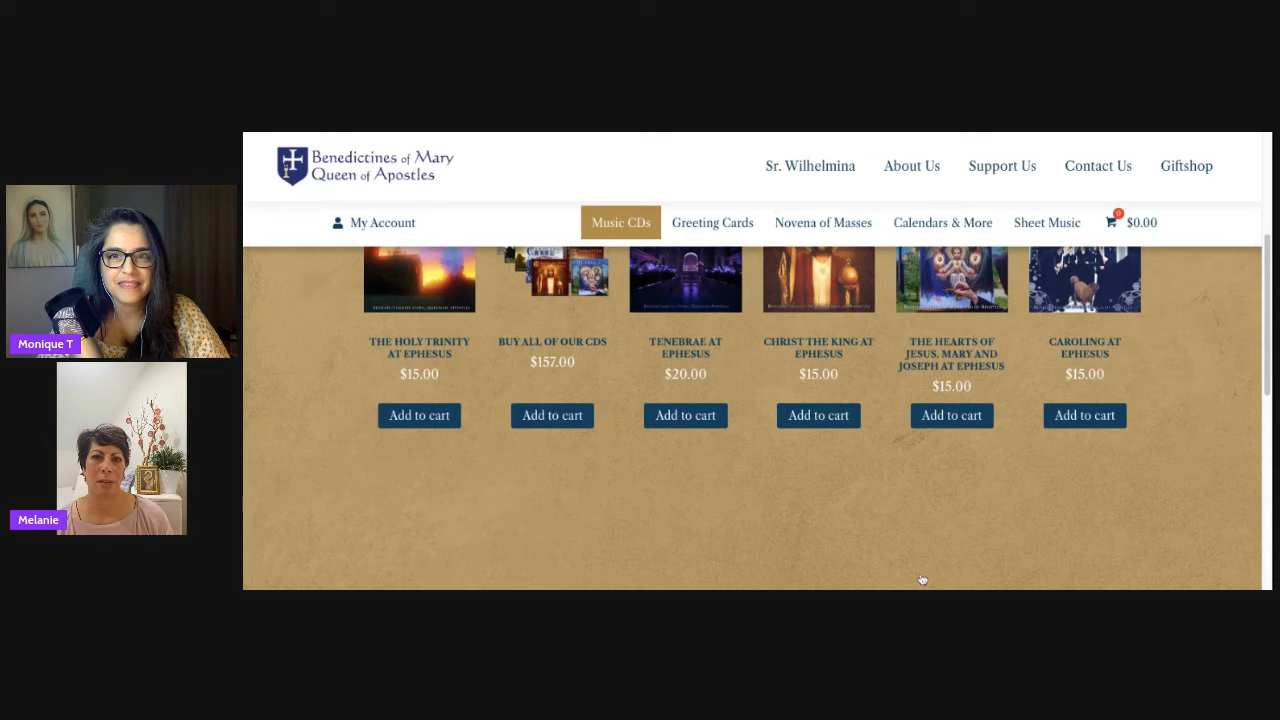 Benedictines of Mary
Queen of Apostles
Sr. Wilhelmina About Us Support Us Contact Us Giftshop
My Account Music CDs Greeting Cards Novena of Masses Calendars & More Sheet Music 0 $0.00
THE HOLY TRINITY
AT EPHESUS
$15.00
Add to cart
BUY ALL OF OUR CDS
$157.00
Add to cart
TENEBRAE AT
EPHESUS
$20.00
Add to cart
CHRIST THE KING AT
EPHESUS
$15.00
Add to cart
THE HEARTS OF
JESUS, MARY AND
JOSEPH AT EPHESUS
$15.00
Add to cart
CAROLING AT
EPHESUS
$15.00
Add to cart
Monique T
Melanie